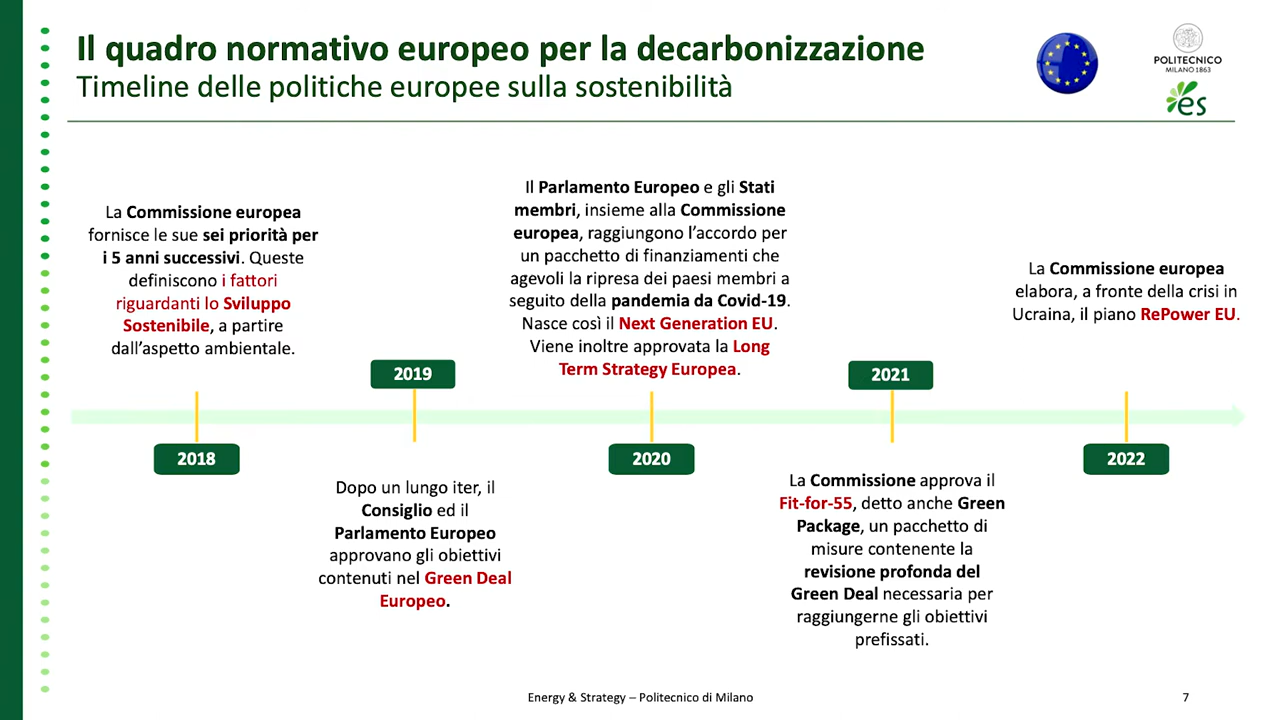 Il quadro normativo europeo per la decarbonizzazione
Timeline delle politiche europee sulla sostenibilità
POLITECNICO
MILANO 1863
es
La Commissione europea
fornisce le sue sei priorità per
i 5 anni successivi. Queste
definiscono i fattori
riguardanti lo Sviluppo
Sostenibile, a partire
dall'aspetto ambientale.
2018
2019
Dopo un lungo iter, il
Consiglio ed il
Parlamento Europeo
approvano gli obiettivi
contenuti nel Green Deal
Europeo.
Il Parlamento Europeo e gli Stati
membri, insieme alla Commissione
europea, raggiungono l'accordo per
un pacchetto di finanziamenti che
agevoli la ripresa dei paesi membri a
seguito della pandemia da Covid-19.
Nasce così il Next Generation EU.
Viene inoltre approvata la Long
Term Strategy Europea.
2020
2021
La Commissione approva il
Fit-for-55, detto anche Green
Package, un pacchetto di
misure contenente la
revisione profonda del
Green Deal necessaria per
raggiungerne gli obiettivi
prefissati.
La Commissione europea
elabora, a fronte della crisi in
Ucraina, il piano RePower EU.
2022
Energy & Strategy – Politecnico di Milano
7